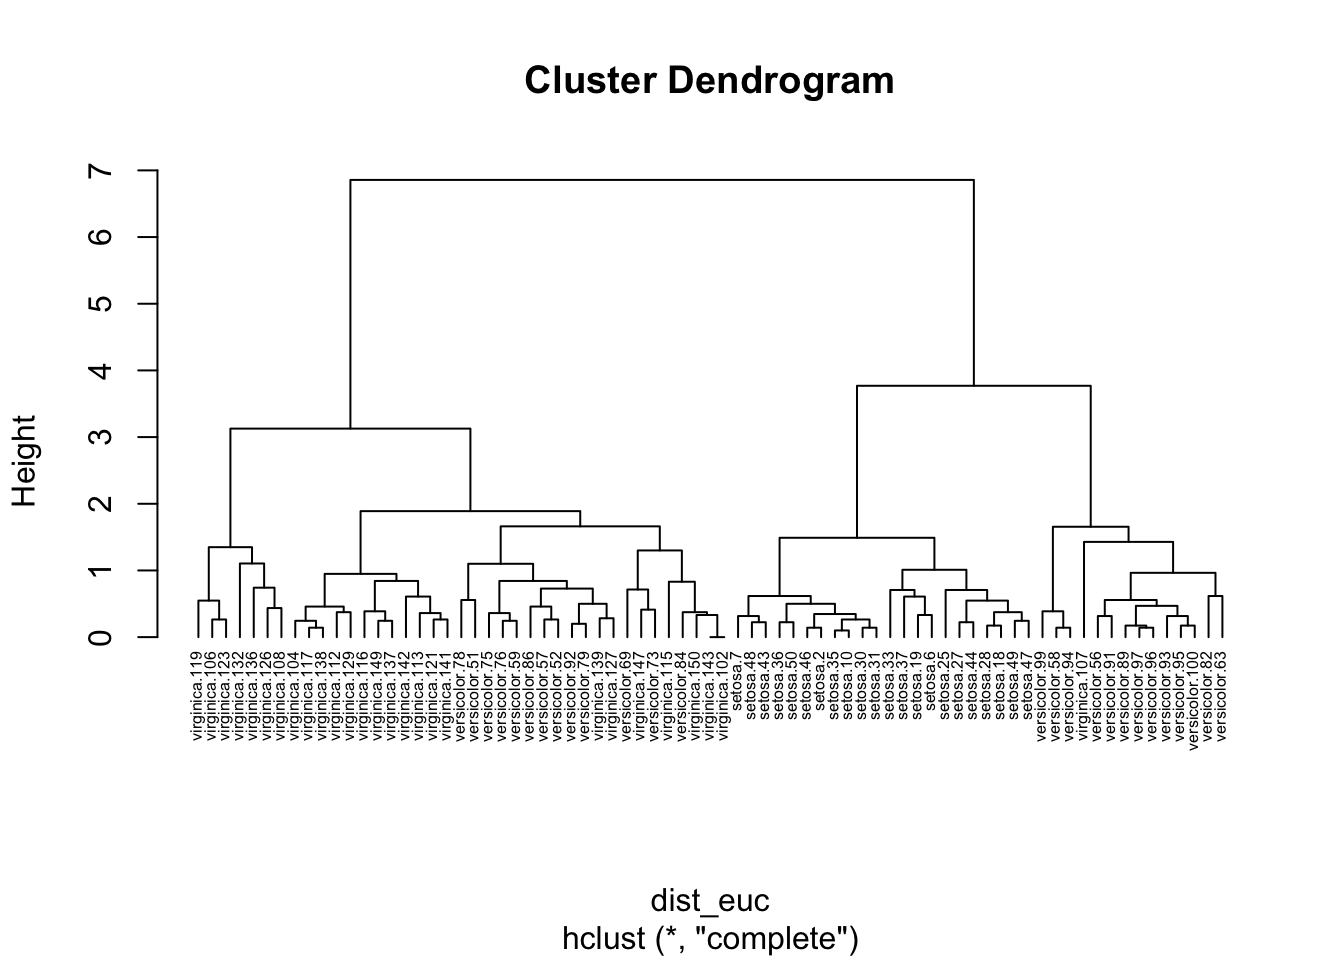 Cluster Dendrogram
Height
7
6
5
4
3
2
1
0
virginica.119
virginica.106
virginica.123
virginica.132
virginica.136
virginica.126
virginica.108
virginica.104
virginica.117
virginica.138
virginica.112
virginica.129
virginica.116
virginica.149
virginica.137
virginica.142
virginica.113
virginica.121
virginica.141
versicolor.78
versicolor.51
versicolor.75
versicolor.76
versicolor.59
versicolor.86
versicolor.57
versicolor.52
versicolor.92
versicolor.79
virginica.139
virginica.127
versicolor.69
virginica.147
versicolor.73
virginica.115
versicolor.84
virginica.150
virginica.143
virginica.102
setosa.7
setosa.48
setosa.43
setosa.36
setosa.50
setosa.46
setosa.2
setosa.35
setosa.10
setosa.30
setosa.31
setosa.33
setosa.37
setosa.19
setosa.6
setosa.25
setosa.27
setosa.44
setosa.28
setosa.18
setosa.49
setosa.47
versicolor.99
versicolor.58
versicolor.94
virginica.107
versicolor.56
versicolor.91
versicolor.89
versicolor.97
versicolor.96
versicolor.93
versicolor.95
versicolor.100
versicolor.82
versicolor.63
dist_euc
hclust (*, "complete")